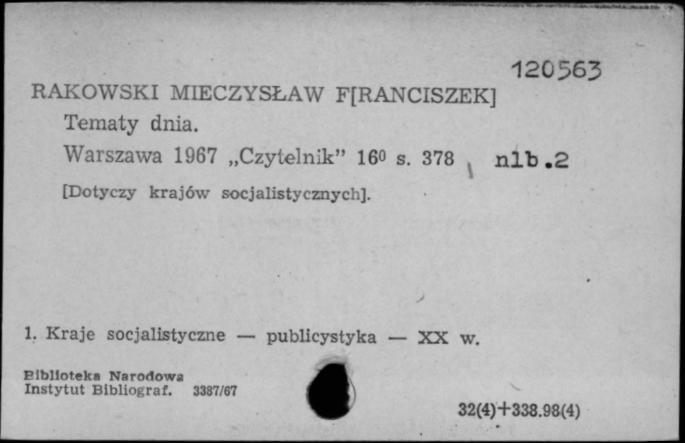 120563
RAKOWSKI MIECZYSŁAW F[RANCISZEK]
Tematy dnia.
Warszawa 1967 „Czytelnik” 16⁰ s. 378, nlb.2
[Dotyczy krajów socjalistycznych].
1. Kraje socjalistyczne — publicystyka — XX w.
Biblioteka Narodowa
Instytut Bibliograf. 3387/67
32(4)+338.98(4)